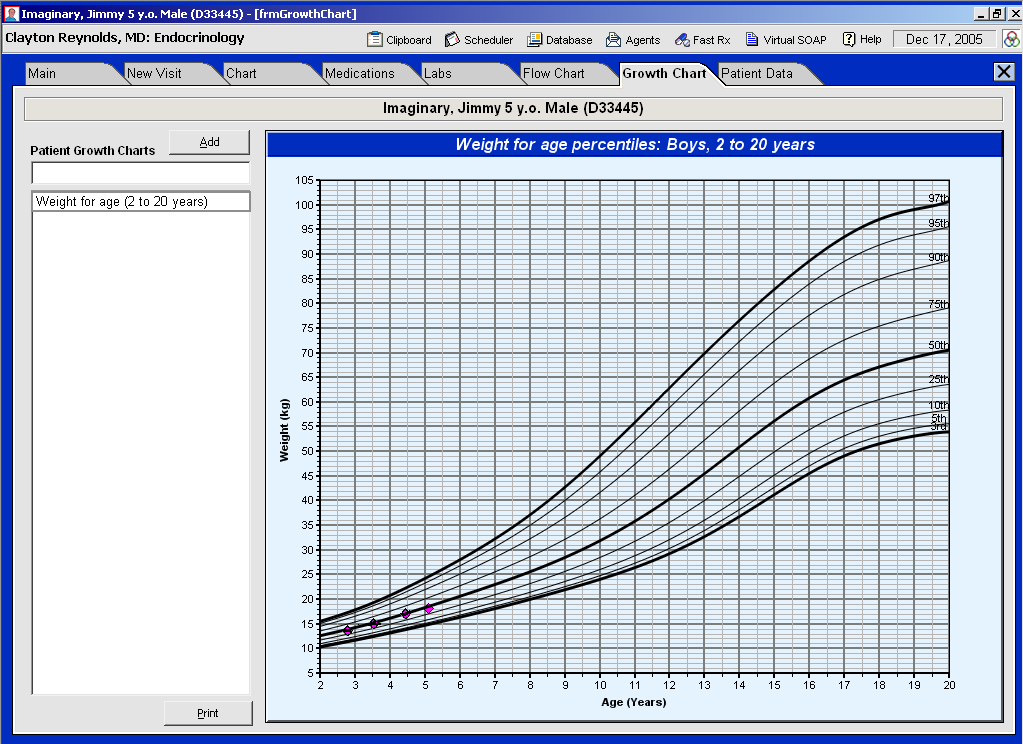 Imaginary, Jimmy 5 y.o. Male (D33445) - [frmGrowthChart]
Clayton Reynolds, MD: Endocrinology Clipboard Scheduler Database Agents Fast Rx Virtual SOAP Help Dec 17, 2005
Main New Visit Chart Medications Labs Flow Chart Growth Chart Patient Data
Imaginary, Jimmy 5 y.o. Male (D33445)
Patient Growth Charts Add
Weight for age (2 to 20 years)
Print
Weight for age percentiles: Boys, 2 to 20 years
105
100
95
90
85
80
75
70
65
60
55
50
45
40
35
30
25
20
15
10
5
Weight (kg)
97th
95th
90th
75th
50th
25th
10th
5th
3rd
2 3 4 5 6 7 8 9 10 11 12 13 14 15 16 17 18 19 20
Age (Years)